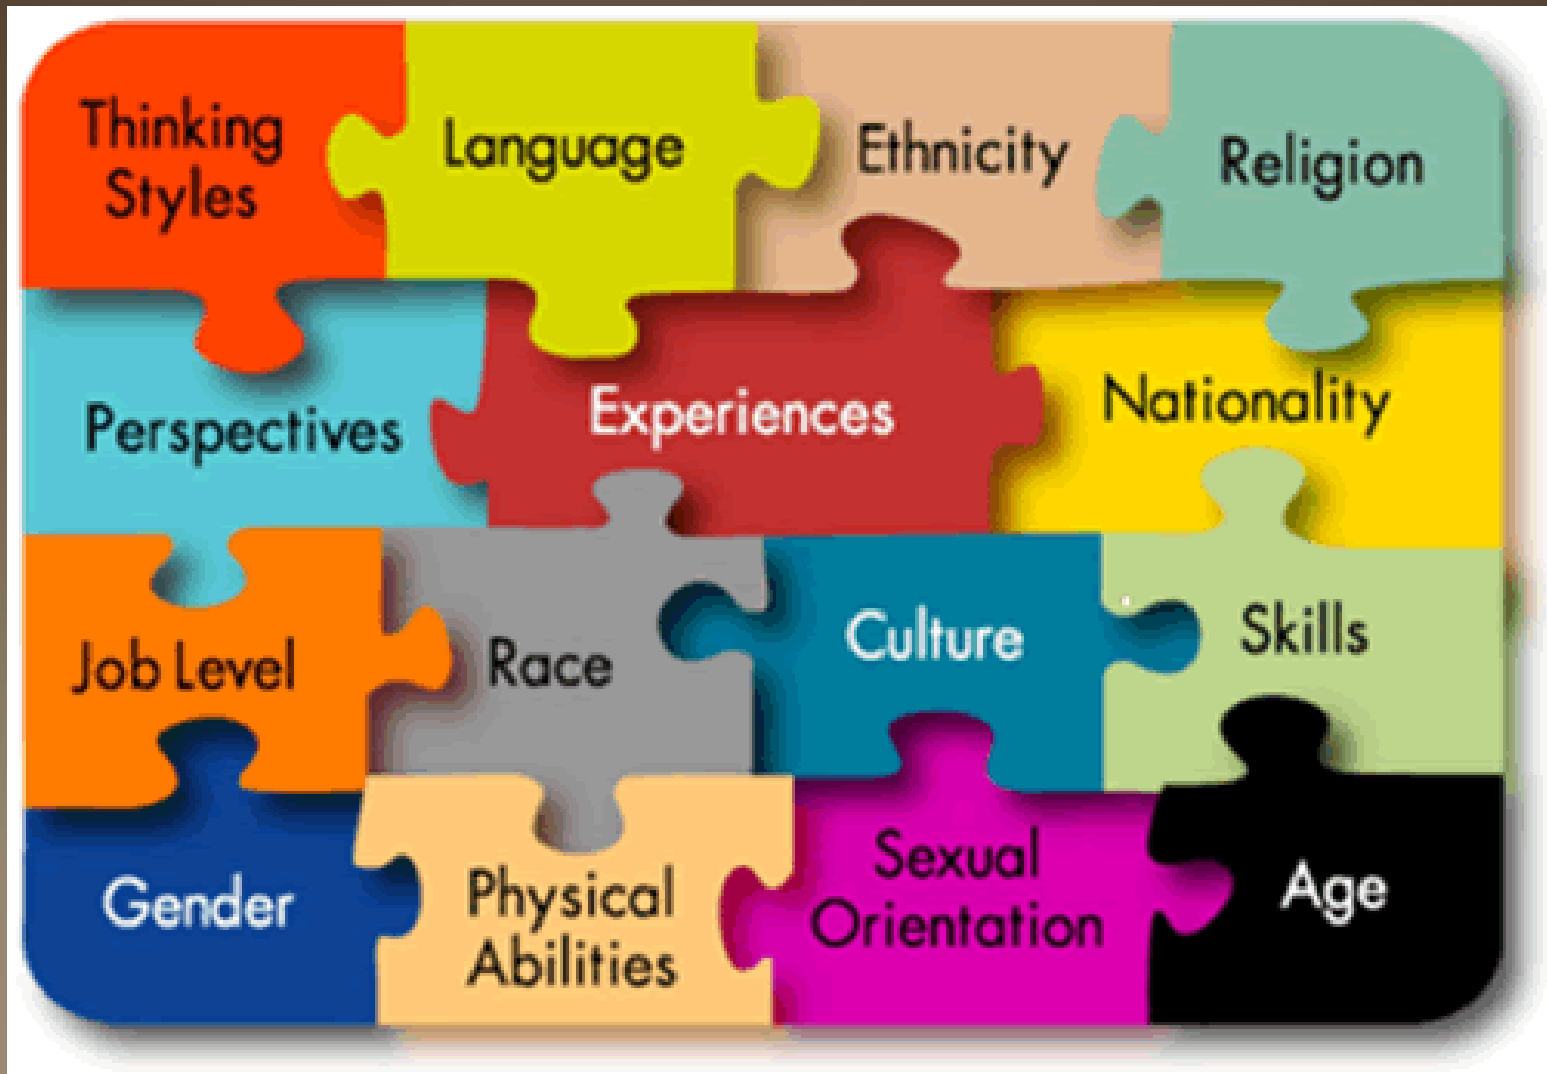 Thinking
Styles
Language
Ethnicity
Religion
Perspectives
Experiences
Nationality
Job Level
Race
Culture
Skills
Gender
Physical
Abilities
Sexual
Orientation
Age